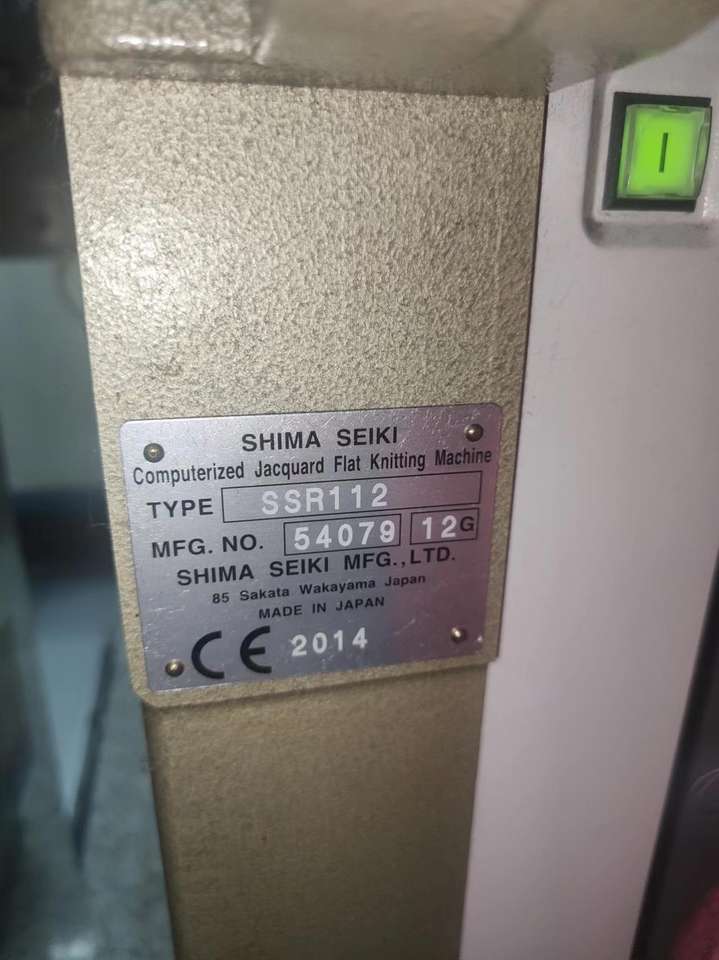 I
SHIMA SEIKI
Computerized Jacquard Flat Knitting Machine
TYPE SSR112
MFG. NO. 54079 12G
SHIMA SEIKI MFG.,LTD.
85 Sakata Wakayama Japan
MADE IN JAPAN
CE 2014